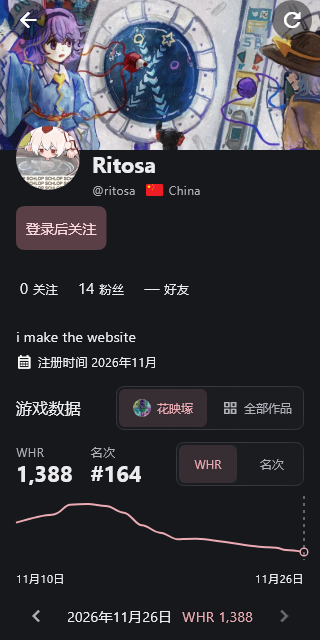 SCHLOP SCHLOP SCHLOP
Ritosa
@ritosa China
登录后关注
0 关注 14 粉丝 — 好友
i make the website
注册时间 2026年11月
游戏数据 花映塚 全部作品
WHR 名次
1,388 #164
WHR 名次
11月10日 11月26日
2026年11月26日 WHR 1,388